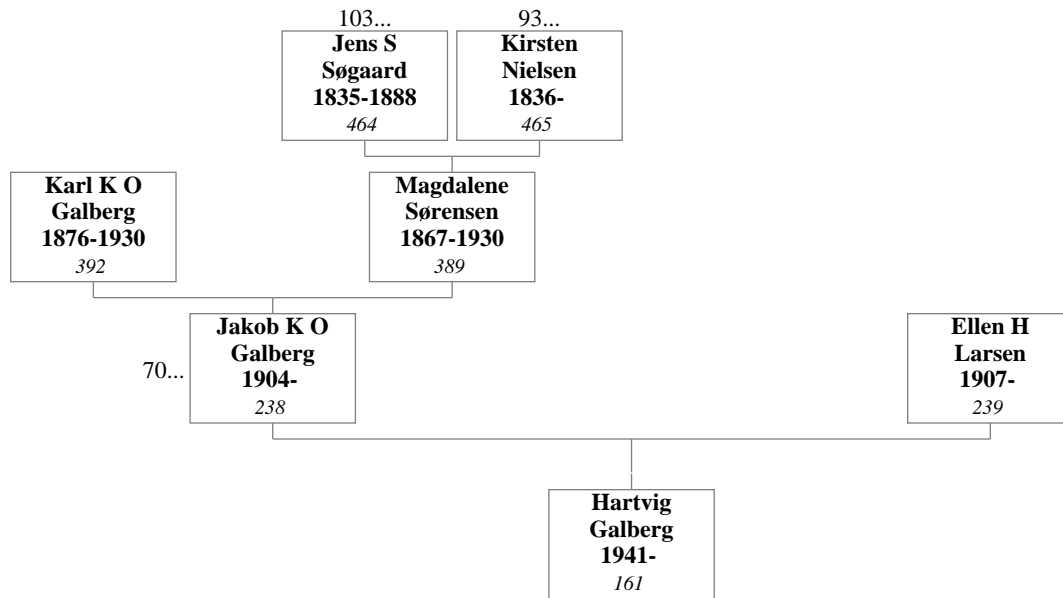 103...
93...
Jens S
Søgaard
1835-1888
464
Kirsten
Nielsen
1836-
465
Karl K O
Galberg
1876-1930
392
Magdalene
Sørensen
1867-1930
389
70...
Jakob K O
Galberg
1904-
238
Ellen H
Larsen
1907-
239
Hartvig
Galberg
1941-
161